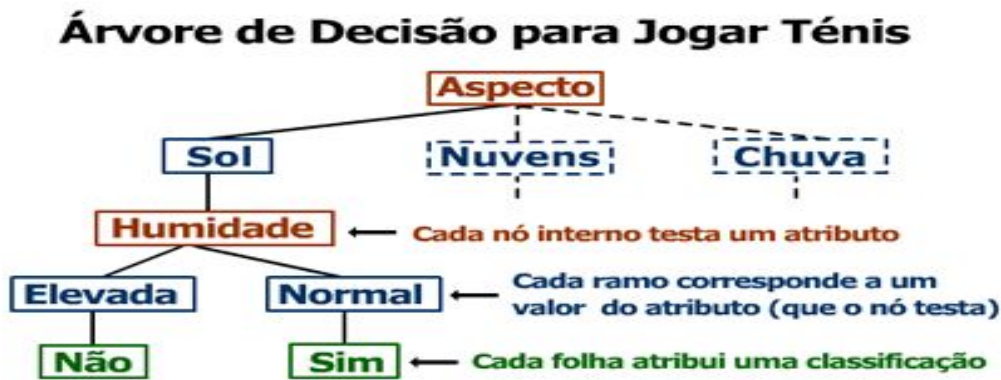 Árvore de Decisão para Jogar Ténis
Aspecto
Sol
Nuvens
Chuva
Humidade
Cada nó interno testa um atributo
Elevada
Normal
Cada ramo corresponde a um
valor do atributo (que o nó testa)
Não
Sim
Cada folha atribui uma classificação